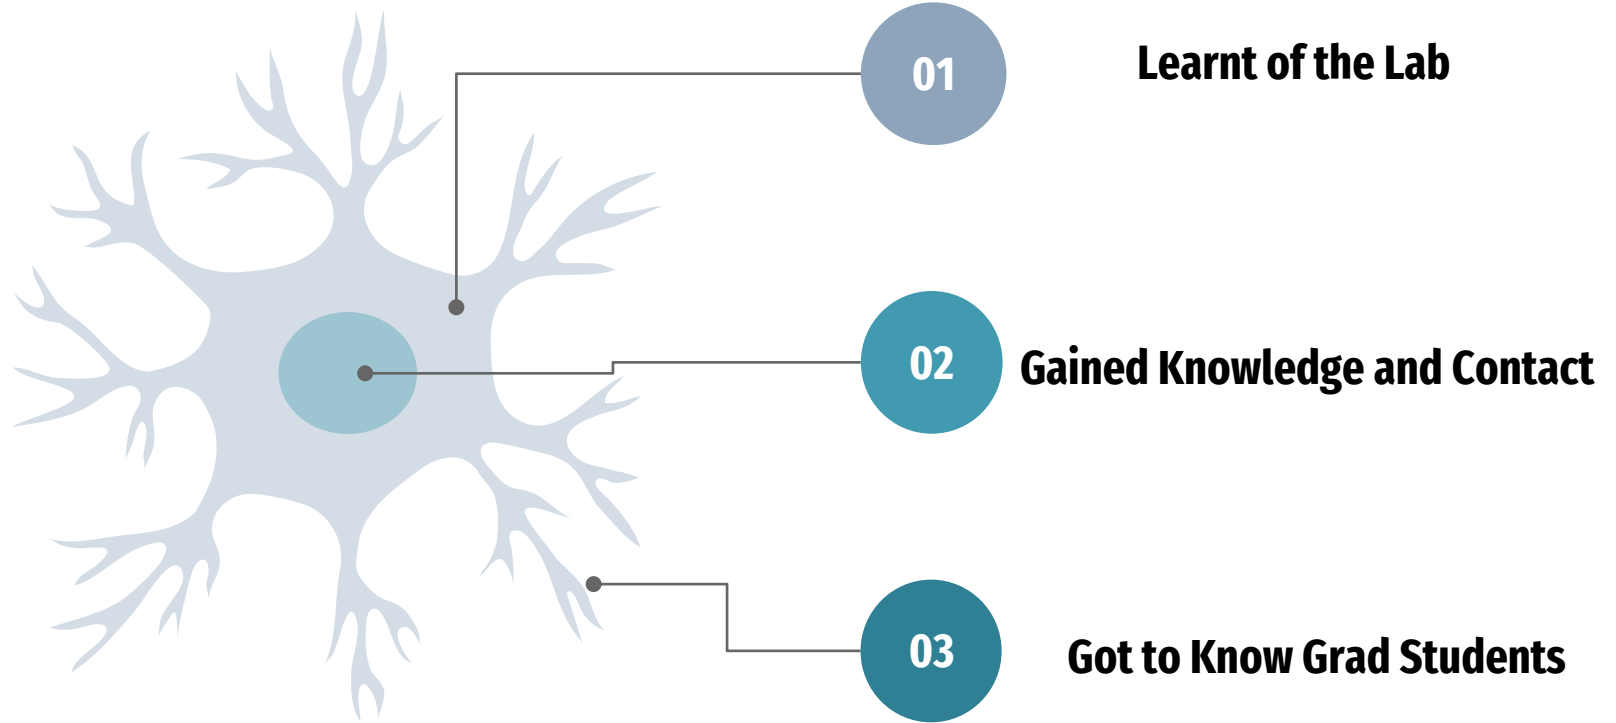 01
Learnt of the Lab
02
Gained Knowledge and Contact
03
Got to Know Grad Students